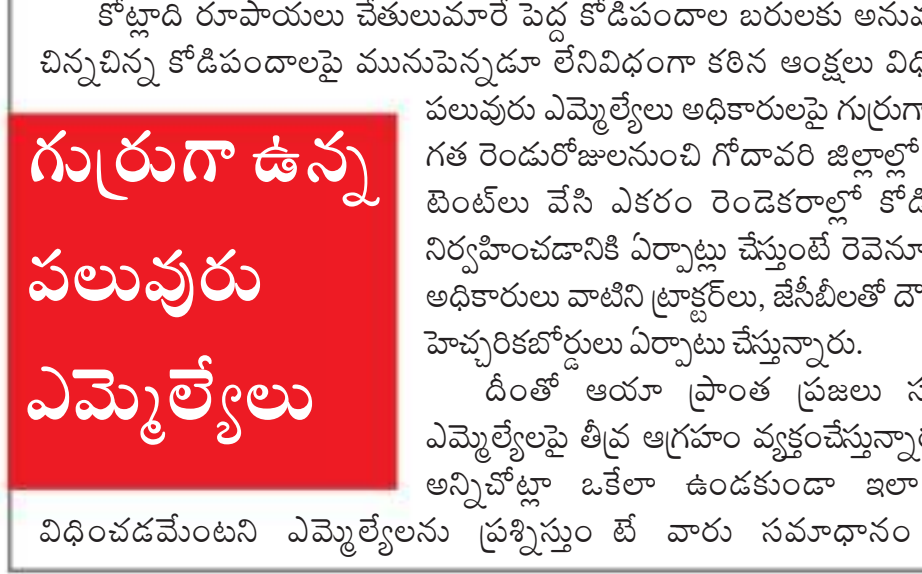 కోట్లాది రూపాయలు చేతులుమారే పెద్ద కోడిపందాల బరులకు
చిన్నచిన్న కోడిపందాలపై మునుపెన్నడూ లేనివిధంగా కఠిన ఆంక్షలు
గుర్రుగా ఉన్న
పలువురు
ఎమ్మెల్యేలు
పలువురు ఎమ్మెల్యేలు అధికారులపై గుర్రుగా
గత రెండురోజులనుంచి గోదావరి జిల్లాల్లో
టెంట్‌లు వేసి ఎకరం రెండెకరాల్లో
నిర్వహించడానికి ఏర్పాట్లు చేస్తుంటే
అధికారులు వాటిని ట్రాక్టర్‌లు, జేసీబీలతో
హెచ్చరికబోర్డులు ఏర్పాటు చేస్తున్నారు.
దీంతో ఆయా ప్రాంత ప్రజలు
ఎమ్మెల్యేలపై తీవ్ర ఆగ్రహం
అన్నిచోట్లా ఒకేలా ఉండకుండా ఇలా
విధించడమేంటని ఎమ్మెల్యేలను ప్రశ్నిస్తుం టే వారు సమాధానం